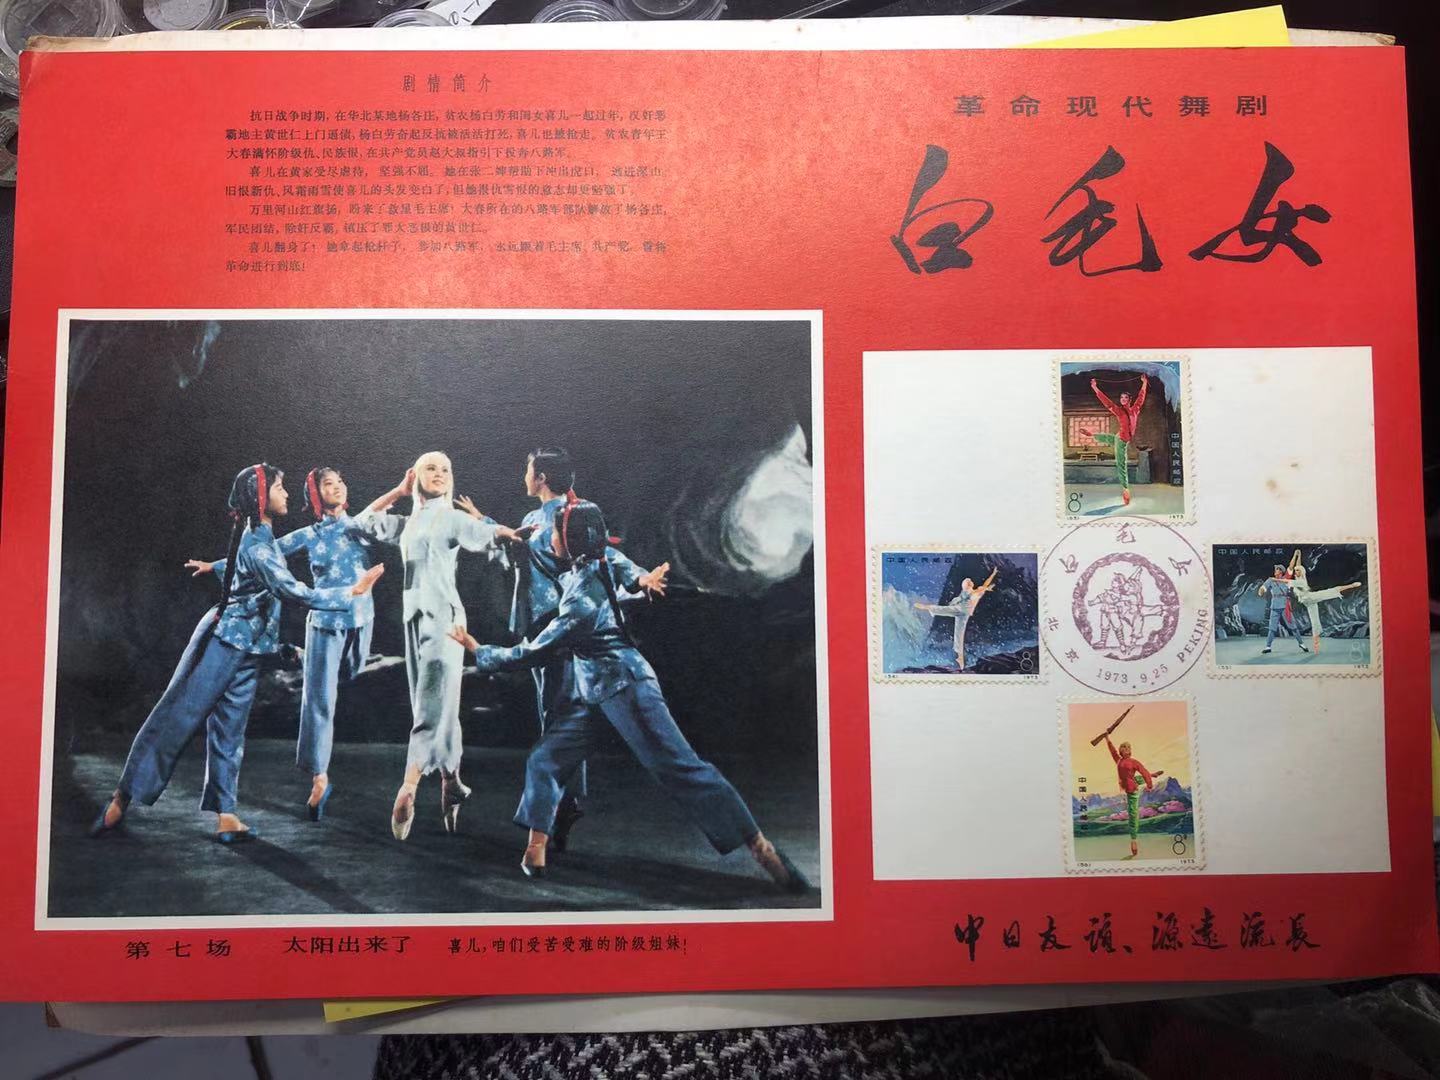 剧情简介
抗日战争时期，在华北某地杨各庄，贫农杨白劳和闺女喜儿一起过年，汉奸恶
霸地主黄世仁上门逼债，杨白劳奋起反抗被活活打死，喜儿也被抢走。贫农青年王
大春满怀阶级仇、民族恨，在共产党员赵大叔指引下投奔八路军。
喜儿在黄家受尽虐待，坚强不屈。她在张二婶帮助下冲出虎口，逃进深山，
旧恨新仇、风霜雨雪使喜儿的头发变白了，但她报仇雪恨的意志却更坚强了。
万里河山红旗扬，盼来了救星毛主席！大春所在的八路军部队解放了杨各庄，
军民团结，除奸反霸，镇压了罪大恶极的黄世仁。
喜儿翻身了！她拿起枪杆子，参加八路军，永远跟着毛主席、共产党，誓将
革命进行到底！
革命现代舞剧
白毛女
中国人民邮政
8分
(53) 1973
中国人民邮政
8
(54) 1973
白毛女
北京 1973.9.25 PEKING
中国人民邮政
8
(55) 1973
中国人民邮政
8分
(56) 1973
第七场 太阳出来了 喜儿，咱们受苦受难的阶级姐妹！
中日友谊、源远流长